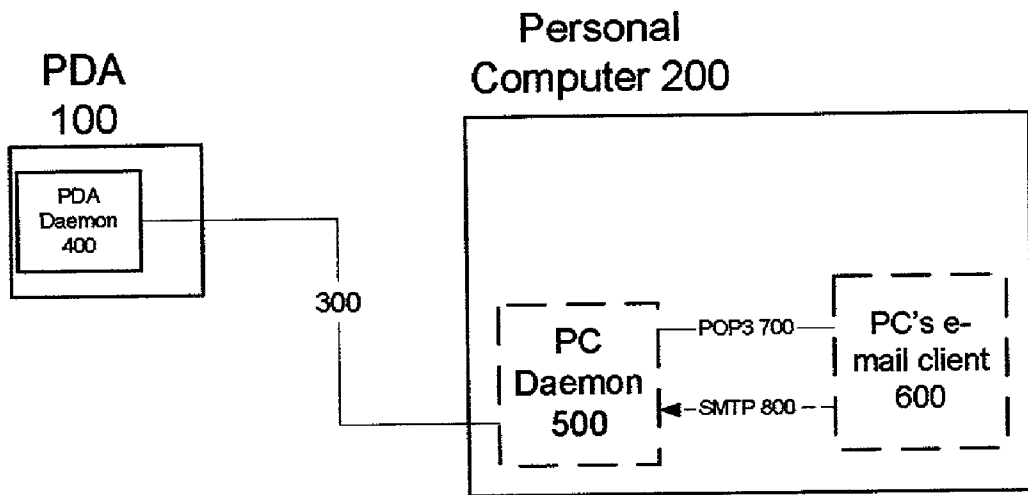 PDA
100
PDA
Daemon
400
300
Personal
Computer 200
PC
Daemon
500
POP3 700
SMTP 800
PC's e-
mail client
600